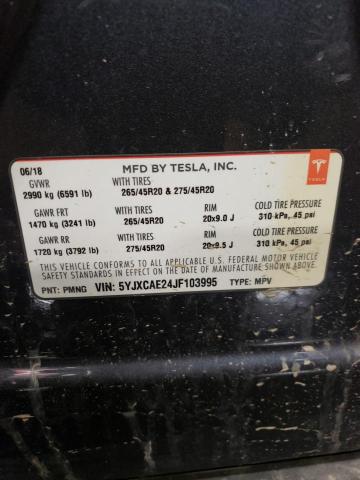 06/18 MFD BY TESLA, INC. TESLA
GVWR WITH TIRES
2990 kg (6591 lb) 265/45R20 & 275/45R20
GAWR FRT WITH TIRES RIM COLD TIRE PRESSURE
1470 kg (3241 lb) 265/45R20 20x9.0 J 310 kPa, 45 psi
GAWR RR WITH TIRES RIM COLD TIRE PRESSURE
1720 kg (3792 lb) 275/45R20 20x9.5 J 310 kPa, 45 psi
THIS VEHICLE CONFORMS TO ALL APPLICABLE U.S. FEDERAL MOTOR VEHICLE
SAFETY STANDARDS IN EFFECT ON THE DATE OF MANUFACTURE SHOWN ABOVE.
PNT: PMNG VIN: 5YJXCAE24JF103995 TYPE: MPV